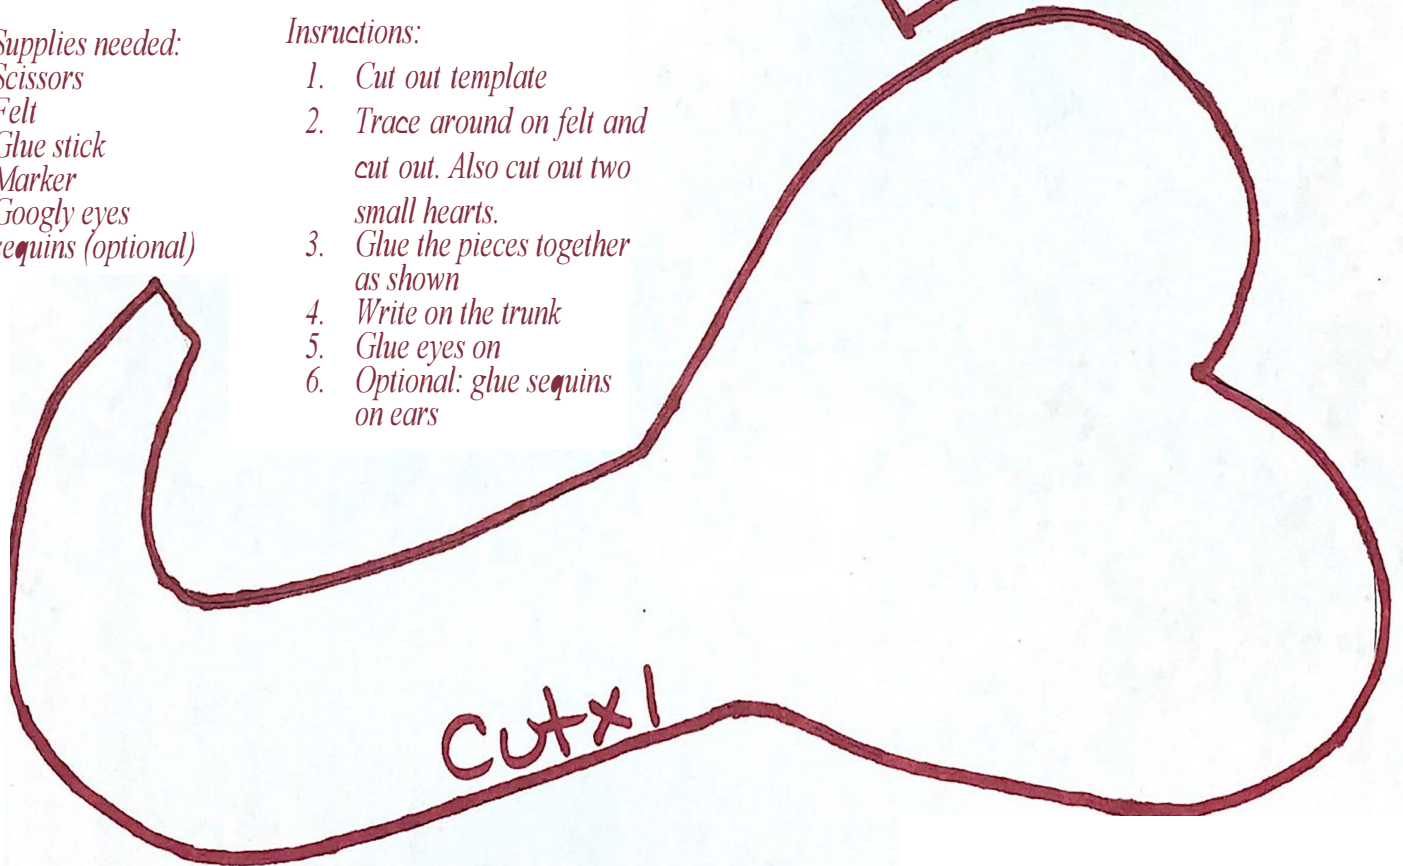 Supplies needed:
Scissors
Felt
Glue stick
Marker
Googly eyes
sequins (optional)
Insructions:
1. Cut out template
2. Trace around on felt and
cut out. Also cut out two
small hearts.
3. Glue the pieces together
as shown
4. Write on the trunk
5. Glue eyes on
6. Optional: glue sequins
on ears
Cutx1